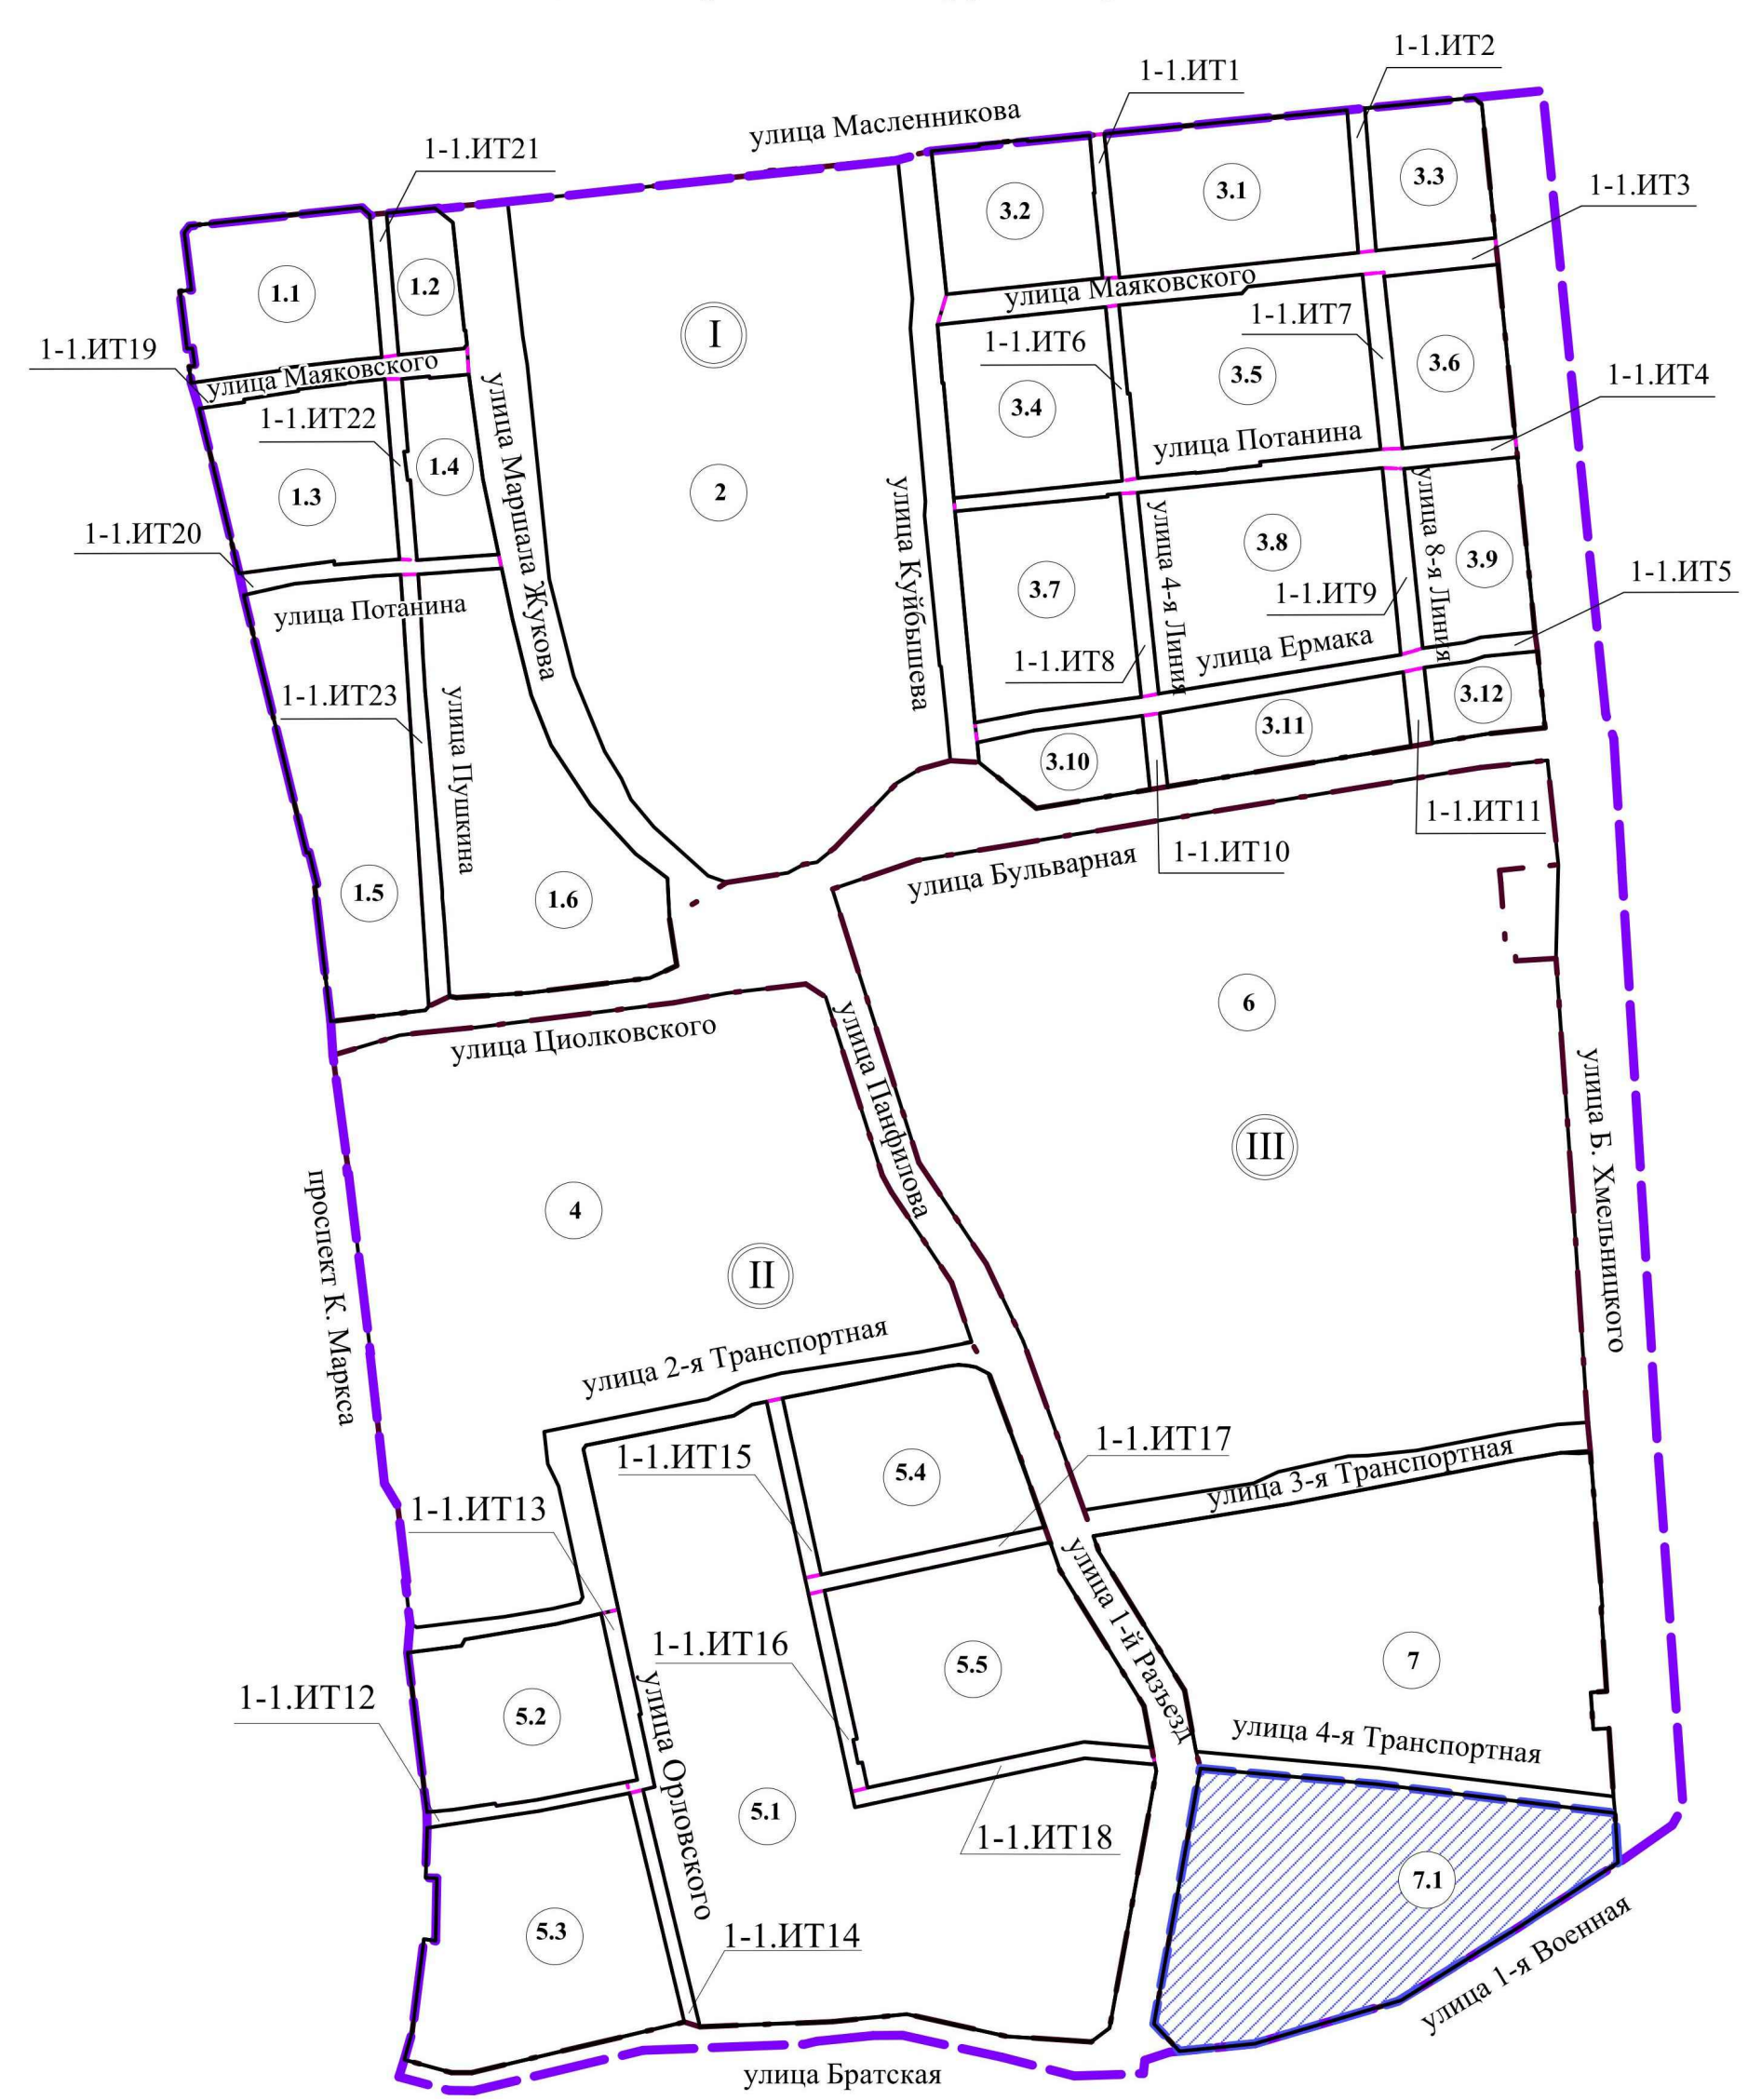 1-1.ИТ2
1-1.ИТ1
улица Масленникова
1-1.ИТ21
3.3
1-1.ИТ3
3.1
3.2
1.2
1.1
улица Маяковского
I
1-1.ИТ7
1-1.ИТ6
1-1.ИТ19
улица Маяковского
3.6
3.5
1-1.ИТ4
3.4
1-1.ИТ22
улица Потанина
1.4
2
1.3
улица Маршала Жукова
улица Куйбышева
1-1.ИТ20
улица 4-я Линия
3.8
улица 8-я Линия
3.9
1-1.ИТ5
3.7
1-1.ИТ9
улица Потанина
улица Ермака
1-1.ИТ8
1-1.ИТ23
3.12
3.11
3.10
улица Пушкина
1-1.ИТ11
1-1.ИТ10
улица Бульварная
1.5
1.6
6
улица Циолковского
улица Панфилова
III
улица Б. Хмельницкого
4
проспект К. Маркса
II
улица 2-я Транспортная
1-1.ИТ17
1-1.ИТ15
5.4
улица 3-я Транспортная
1-1.ИТ13
1-1.ИТ16
5.5
улица 1-й Разъезд
7
1-1.ИТ12
5.2
улица Орловского
улица 4-я Транспортная
5.1
1-1.ИТ18
7.1
5.3
1-1.ИТ14
улица 1-я Военная
улица Братская